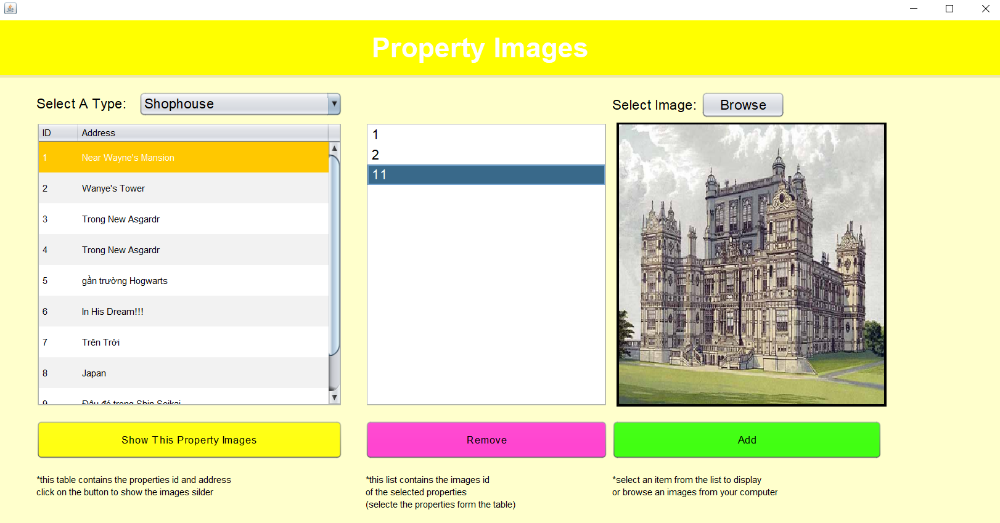 Property Images
Select A Type:
Shophouse
Select Image:
Browse
ID Address
1 Near Wayne's Mansion
2 Wanye's Tower
3 Trong New Asgardr
4 Trong New Asgardr
5 gần trường Hogwarts
6 In His Dream!!!
7 Trên Trời
8 Japan
9 Đâu đó trong Shin Seikai
1
2
11
Show This Property Images
Remove
Add
*this table contains the properties id and address
click on the button to show the images silder
*this list contains the images id
of the selected properties
(selecte the properties form the table)
*select an item from the list to display
or browse an images from your computer